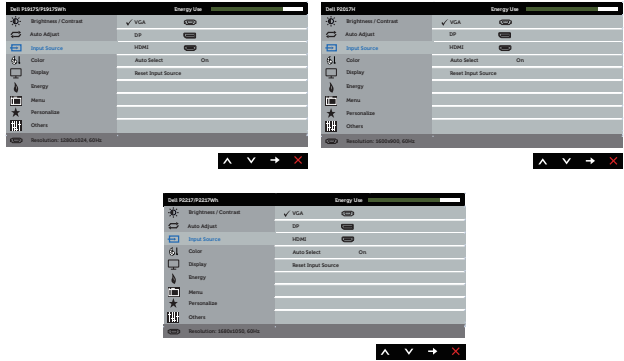 Dell P1917S/P1917SWh Energy Use
Brightness / Contrast
Auto Adjust
Input Source
Color
Display
Energy
Menu
Personalize
Others
VGA
DP
HDMI
Auto Select On
Reset Input Source
Resolution: 1280x1024, 60Hz
Dell P2017H Energy Use
Brightness / Contrast
Auto Adjust
Input Source
Color
Display
Energy
Menu
Personalize
Others
VGA
DP
HDMI
Auto Select On
Reset Input Source
Resolution: 1600x900, 60Hz
Dell P2217/P2217Wh Energy Use
Brightness / Contrast
Auto Adjust
Input Source
Color
Display
Energy
Menu
Personalize
Others
VGA
DP
HDMI
Auto Select On
Reset Input Source
Resolution: 1680x1050, 60Hz